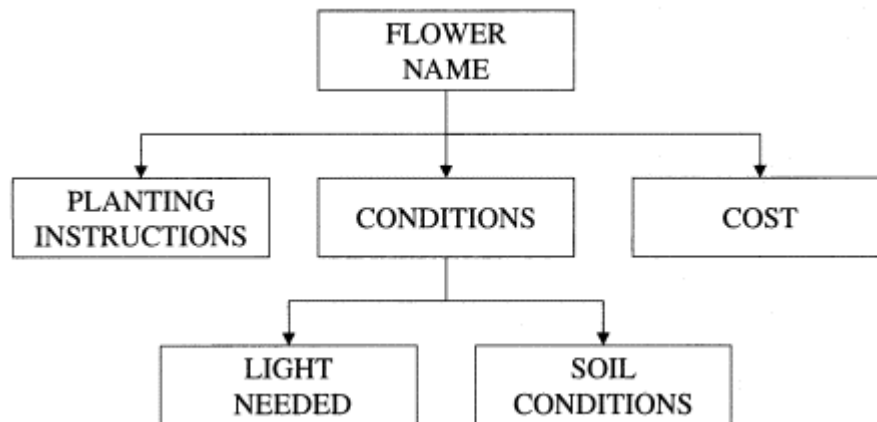 FLOWER
NAME
PLANTING
INSTRUCTIONS
CONDITIONS
COST
LIGHT
NEEDED
SOIL
CONDITIONS